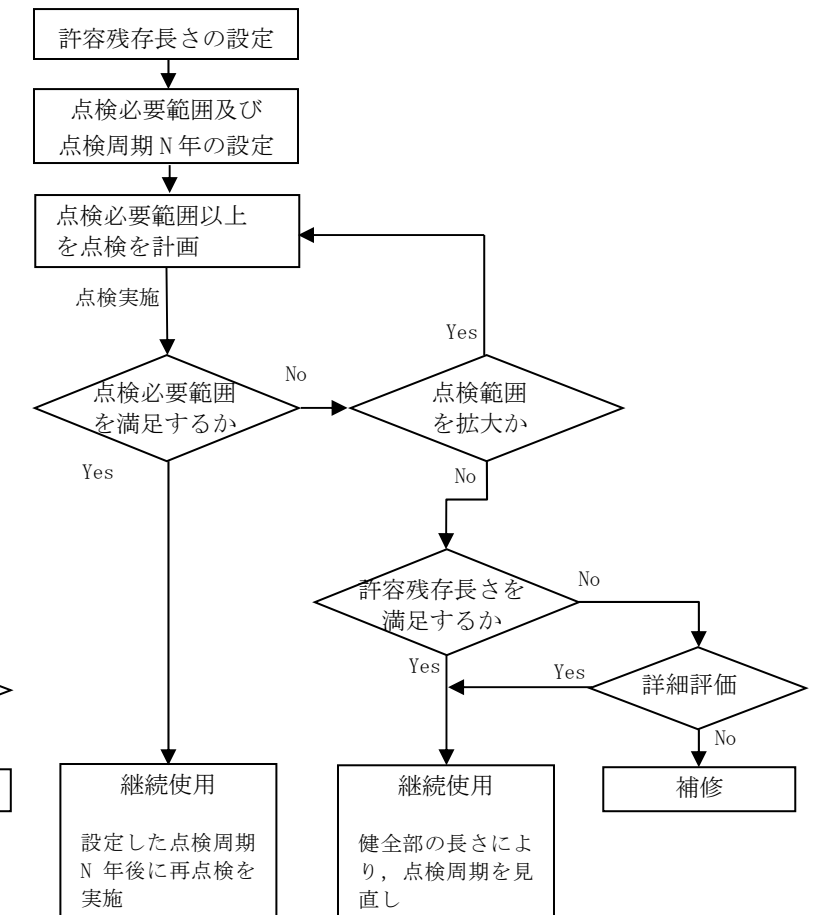 許容残存長さの設定
点検必要範囲及び
点検周期N年の設定
点検必要範囲以上
を点検を計画
点検実施
Yes
No
点検必要範囲
を満足するか
点検範囲
を拡大か
Yes
No
許容残存長さを
満足するか
No
Yes
Yes
詳細評価
No
継続使用
設定した点検周期
N 年後に再点検を
実施
継続使用
健全部の長さによ
り，点検周期を見
直し
補修